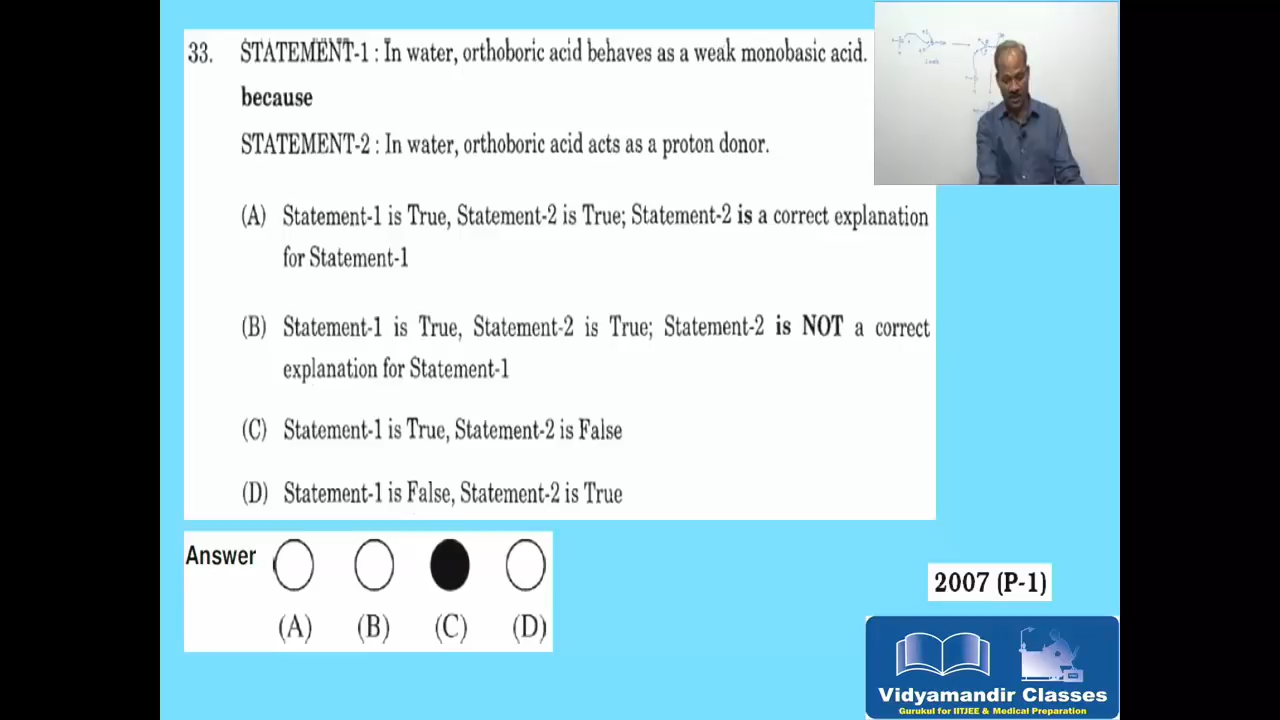 33. STATEMENT-1 : In water, orthoboric acid behaves as a weak monobasic acid.
because
STATEMENT-2 : In water, orthoboric acid acts as a proton donor.
(A) Statement-1 is True, Statement-2 is True; Statement-2 is a correct explanation
for Statement-1
(B) Statement-1 is True, Statement-2 is True; Statement-2 is NOT a correct
explanation for Statement-1
(C) Statement-1 is True, Statement-2 is False
(D) Statement-1 is False, Statement-2 is True
Answer
(A) (B) (C) (D)
2007 (P-1)
Vidyamandir Classes
Gurukul for IITJEE & Medical Preparation